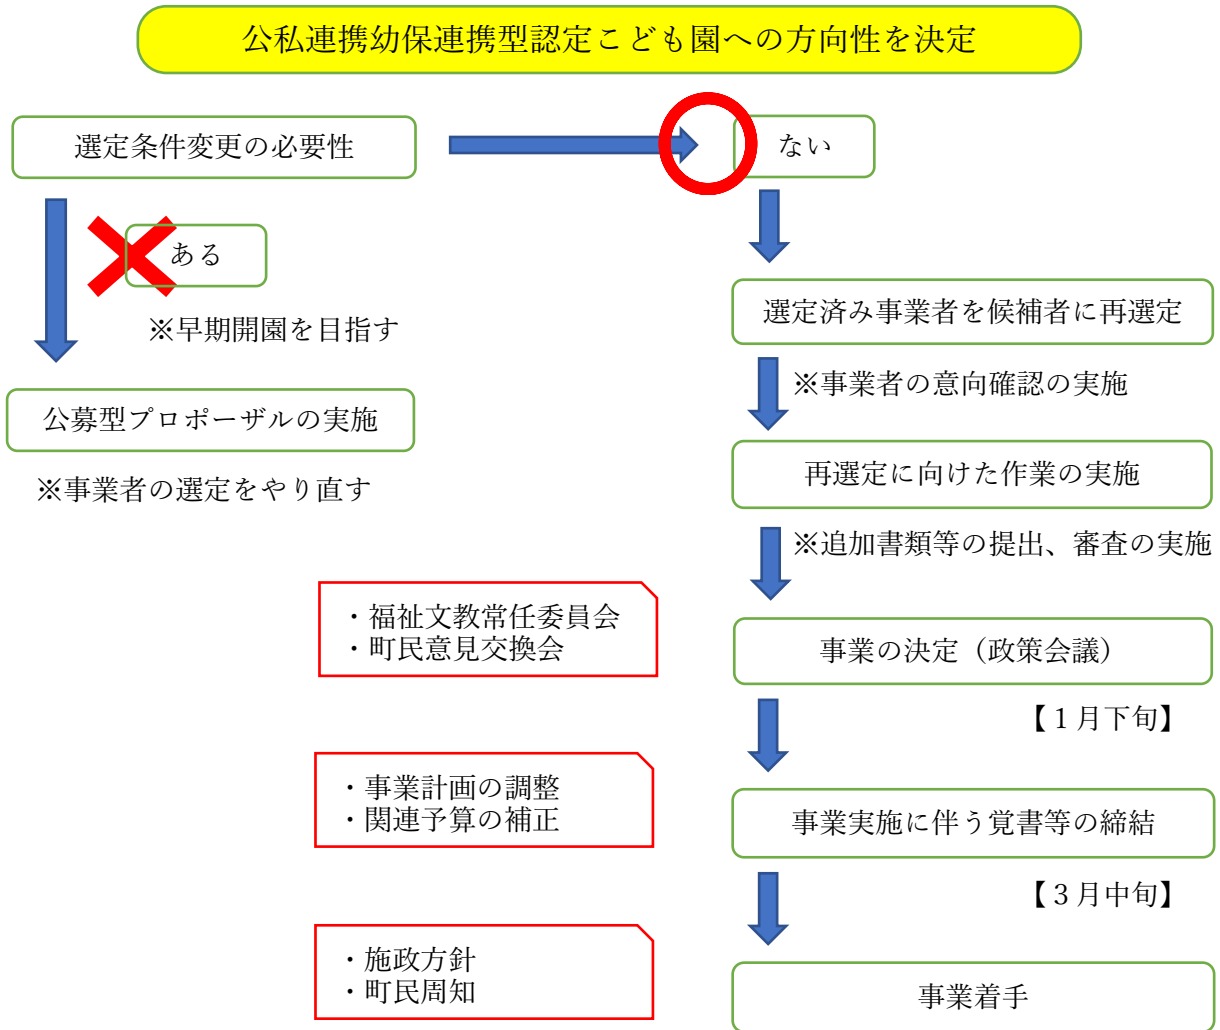 公私連携幼保連携型認定こども園への方向性を決定
選定条件変更の必要性
ない
ある
※早期開園を目指す
公募型プロポーザルの実施
※事業者の選定をやり直す
選定済み事業者を候補者に再選定
※事業者の意向確認の実施
再選定に向けた作業の実施
※追加書類等の提出、審査の実施
・福祉文教常任委員会
・町民意見交換会
事業の決定（政策会議）
【１月下旬】
・事業計画の調整
・関連予算の補正
事業実施に伴う覚書等の締結
【３月中旬】
・施政方針
・町民周知
事業着手